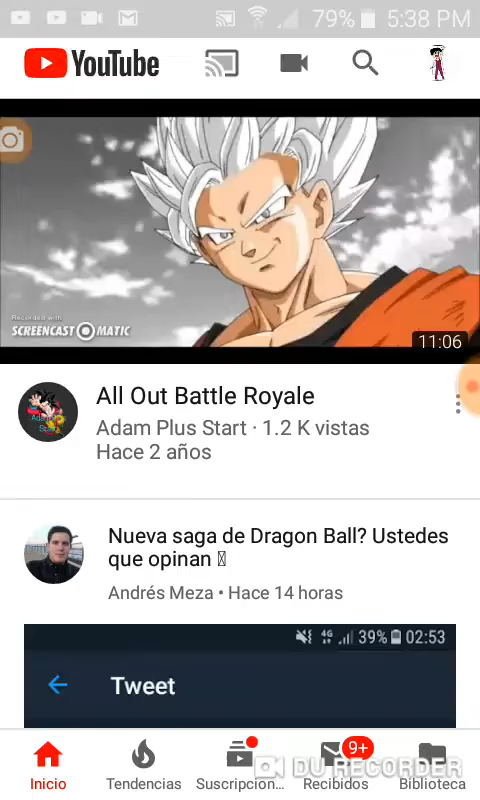 79% 5:38 PM
YouTube
Recorded with
SCREENCAST MATIC
11:06
All Out Battle Royale
Adam Plus Start · 1.2 K vistas
Hace 2 años
Nueva saga de Dragon Ball? Ustedes
que opinan
Andrés Meza • Hace 14 horas
4G 39% 02:53
Tweet
9+
DU RECORDER
Inicio
Tendencias
Suscripcion...
Recibidos
Biblioteca